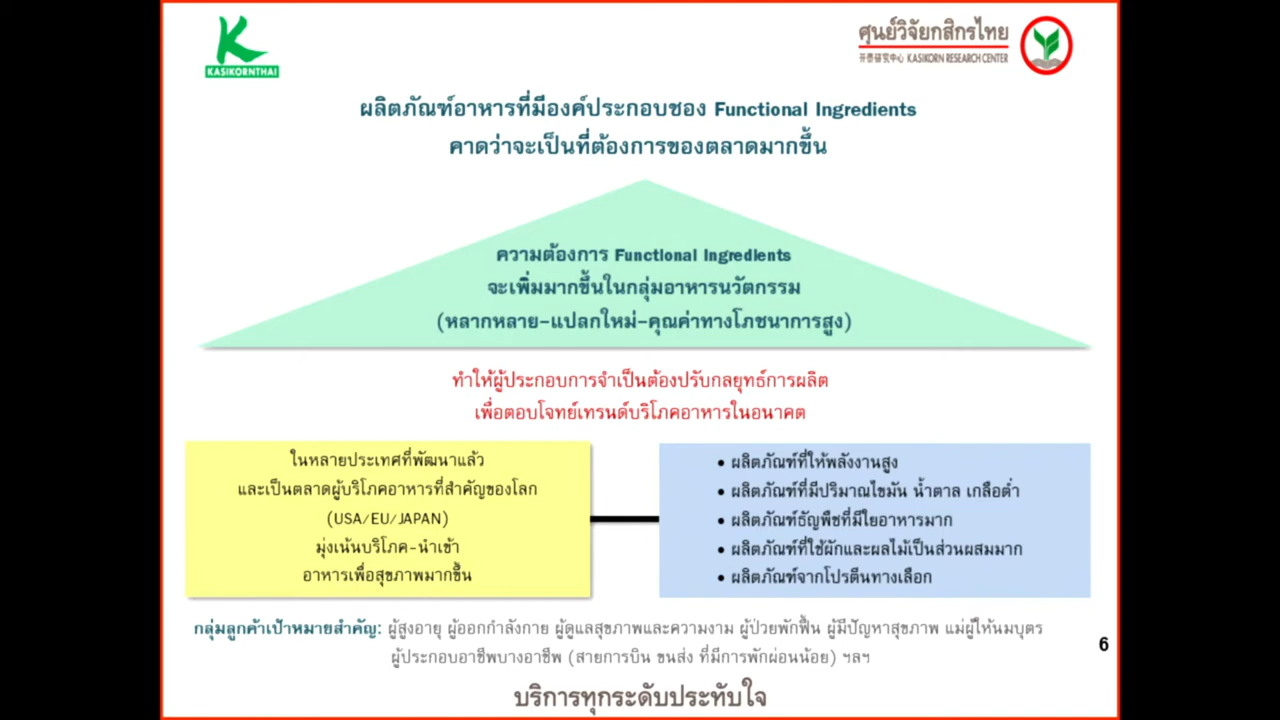 KASIKORNTHAI
ศูนย์วิจัยกสิกรไทย
开泰研究中心 KASIKORN RESEARCH CENTER
ผลิตภัณฑ์อาหารที่มีองค์ประกอบของ Functional Ingredients
คาดว่าจะเป็นที่ต้องการของตลาดมากขึ้น
ความต้องการ Functional Ingredients
จะเพิ่มมากขึ้นในกลุ่มอาหารนวัตกรรม
(หลากหลาย-แปลกใหม่-คุณค่าทางโภชนาการสูง)
ทำให้ผู้ประกอบการจำเป็นต้องปรับกลยุทธ์การผลิต
เพื่อตอบโจทย์เทรนด์บริโภคอาหารในอนาคต
ในหลายประเทศที่พัฒนาแล้ว
และเป็นตลาดผู้บริโภคอาหารที่สำคัญของโลก
(USA/EU/JAPAN)
มุ่งเน้นบริโภค-นำเข้า
อาหารเพื่อสุขภาพมากขึ้น
• ผลิตภัณฑ์ที่ให้พลังงานสูง
• ผลิตภัณฑ์ที่มีปริมาณไขมัน น้ำตาล เกลือต่ำ
• ผลิตภัณฑ์ธัญพืชที่มีใยอาหารมาก
• ผลิตภัณฑ์ที่ใช้ผักและผลไม้เป็นส่วนผสมมาก
• ผลิตภัณฑ์จากโปรตีนทางเลือก
กลุ่มลูกค้าเป้าหมายสำคัญ: ผู้สูงอายุ ผู้ออกกำลังกาย ผู้ดูแลสุขภาพและความงาม ผู้ป่วยพักฟื้น ผู้มีปัญหาสุขภาพ แม่ผู้ให้นมบุตร
ผู้ประกอบอาชีพบางอาชีพ (สายการบิน ขนส่ง ที่มีการพักผ่อนน้อย) ฯลฯ
6
บริการทุกระดับประทับใจ